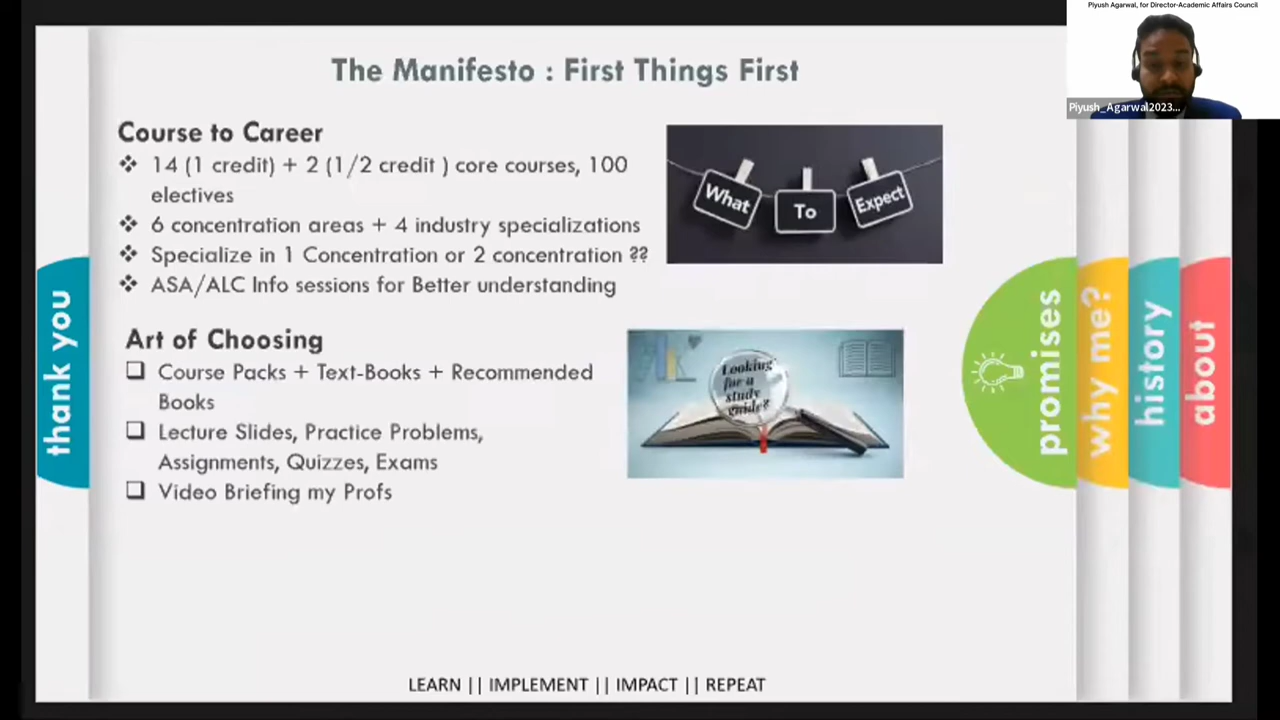 Piyush Agarwal, for Director-Academic Affairs Council
Piyush_Agarwal2023...
The Manifesto : First Things First
Course to Career
❖ 14 (1 credit) + 2 (1/2 credit ) core courses, 100
electives
❖ 6 concentration areas + 4 industry specializations
❖ Specialize in 1 Concentration or 2 concentration ??
❖ ASA/ALC Info sessions for Better understanding
What
To
Expect
Art of Choosing
❑ Course Packs + Text-Books + Recommended
Books
❑ Lecture Slides, Practice Problems,
Assignments, Quizzes, Exams
❑ Video Briefing my Profs
Looking
for a
study
guide?
thank you
promises
why me?
history
about
LEARN || IMPLEMENT || IMPACT || REPEAT